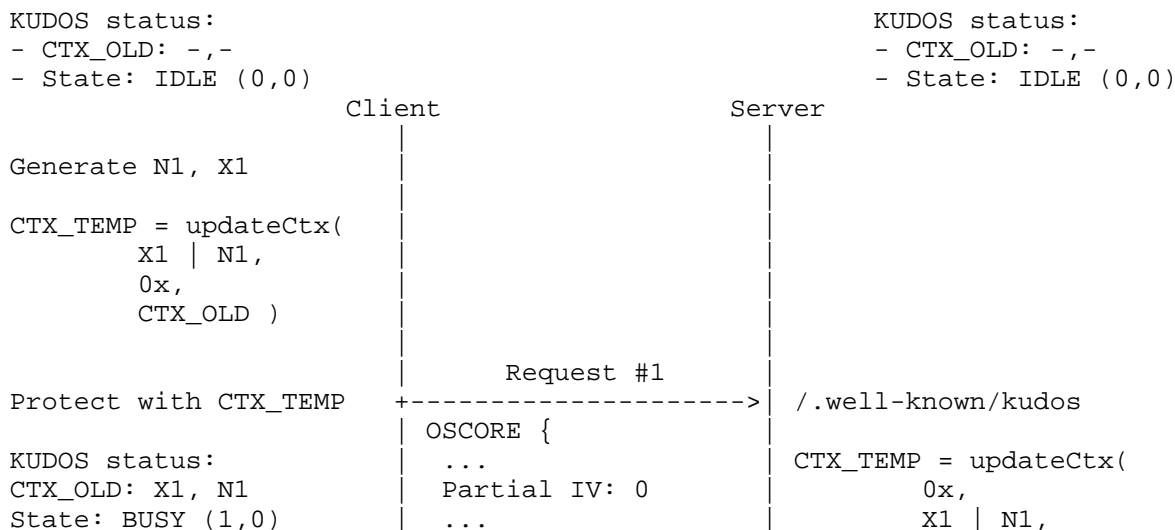 KUDOS status:                                          KUDOS status:
- CTX_OLD: -,-                                         - CTX_OLD: -,-
- State: IDLE (0,0)                                    - State: IDLE (0,0)
                     Client                  Server
                        |                      |
Generate N1, X1         |                      |
                        |                      |
CTX_TEMP = updateCtx(   |                      |
        X1 | N1,        |                      |
        0x,             |                      |
        CTX_OLD )       |                      |
                        |                      |
                        |      Request #1      |
Protect with CTX_TEMP   +--------------------->| /.well-known/kudos
                        | OSCORE {             |
KUDOS status:           |  ...                 | CTX_TEMP = updateCtx(
CTX_OLD: X1, N1         |  Partial IV: 0       |         0x,
State: BUSY (1,0)       |  ...                 |         X1 | N1,